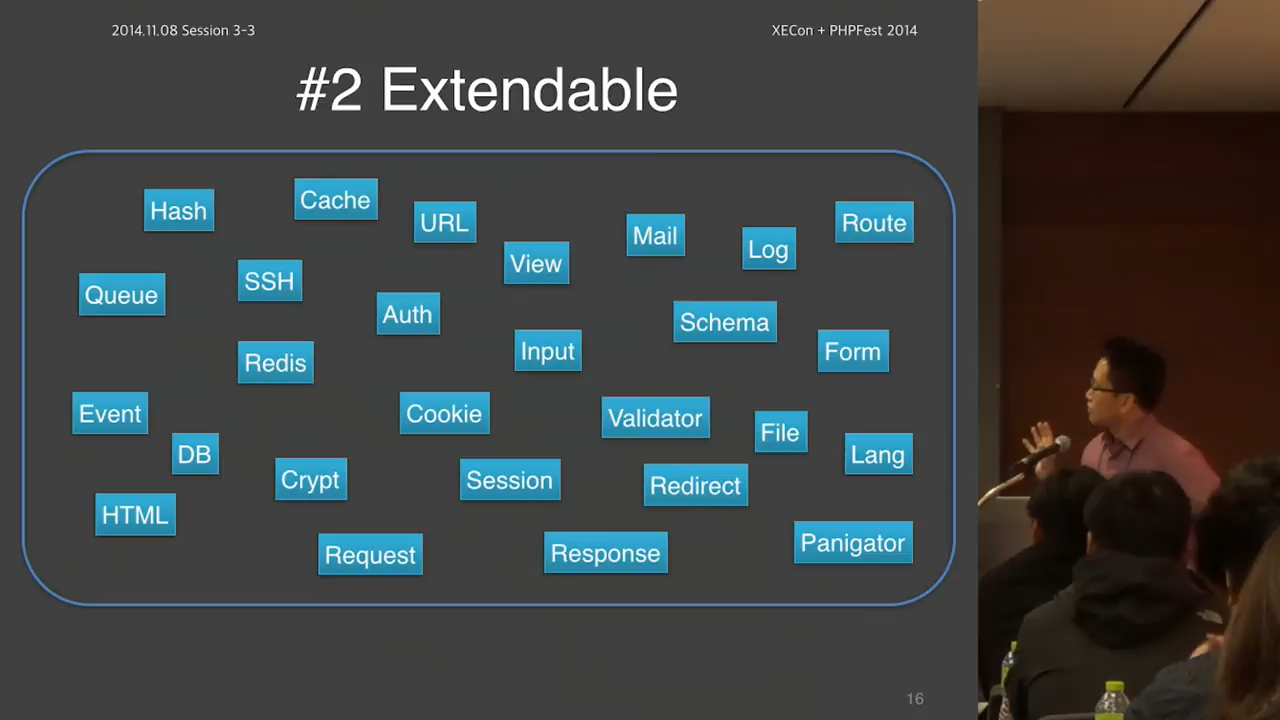 2014.11.08 Session 3-3
XECon + PHPFest 2014
#2 Extendable
Hash
Cache
URL
View
Mail
Log
Route
Queue
SSH
Auth
Input
Schema
Form
Redis
Event
Cookie
Validator
File
DB
Lang
Crypt
Session
Redirect
HTML
Request
Response
Panigator
16